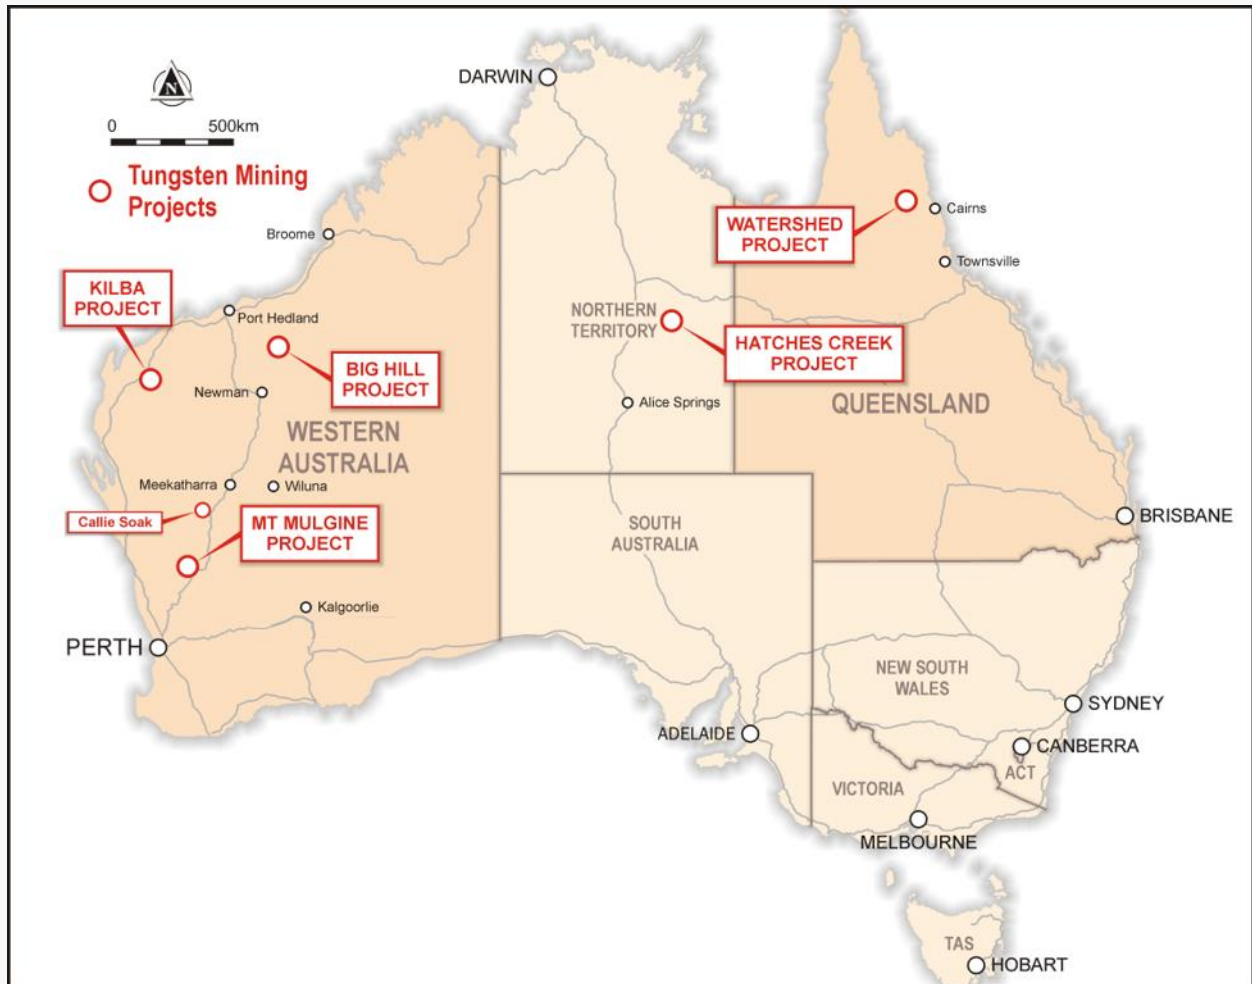 DARWIN
N
0 500km
Tungsten Mining
Projects
Broome
KILBA
PROJECT
Port Hedland
BIG HILL
PROJECT
Newman
WESTERN
AUSTRALIA
Meekatharra
Wiluna
Callie Soak
MT MULGINE
PROJECT
Kalgoorlie
PERTH
NORTHERN
TERRITORY
HATCHES CREEK
PROJECT
Alice Springs
WATERSHED
PROJECT
Cairns
Townsville
QUEENSLAND
BRISBANE
SOUTH
AUSTRALIA
ADELAIDE
NEW SOUTH
WALES
SYDNEY
CANBERRA
ACT
VICTORIA
MELBOURNE
TAS
HOBART